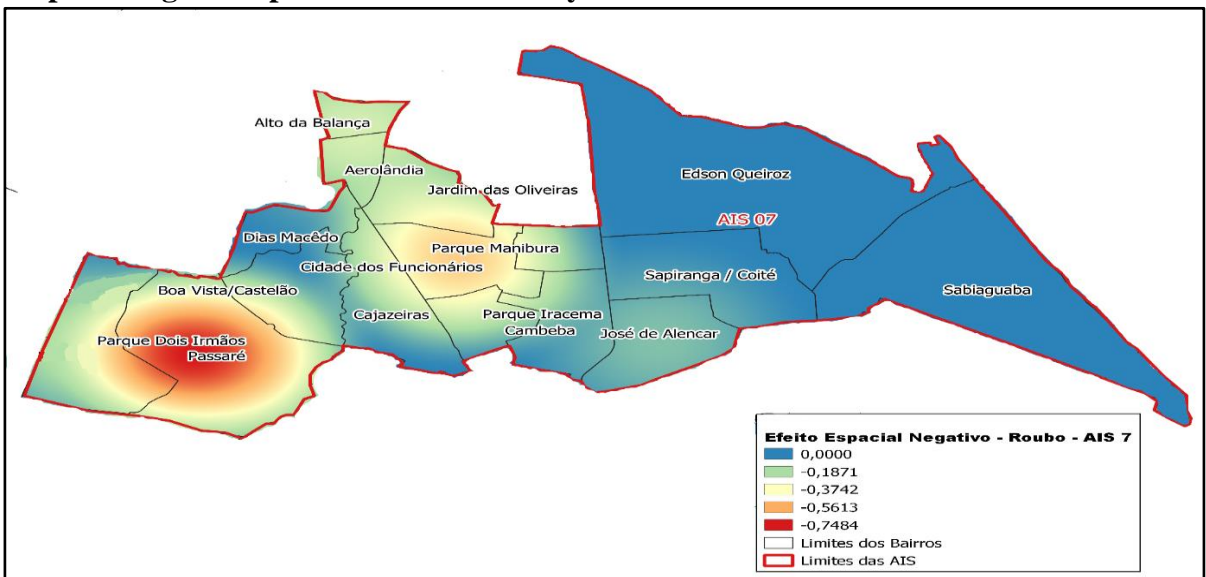 Alto da Balança
Aerolândia
Jardim das Oliveiras
Edson Queiroz
AIS 07
Dias Macêdo
Parque Manibura
Cidade dos Funcionários
Sapiranga / Coité
Boa Vista/Castelão
Sabiaguaba
Cajazeiras
Parque Iracema
Cambeba
José de Alencar
Parque Dois Irmãos
Passaré
Efeito Espacial Negativo - Roubo - AIS 7
0,0000
-0,1871
-0,3742
-0,5613
-0,7484
Limites dos Bairros
Limites das AIS